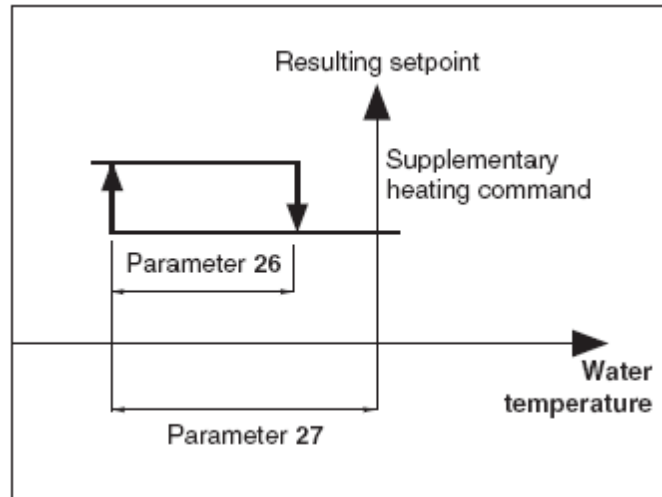 Resulting setpoint
Supplementary
heating command
Parameter 26
Water
temperature
Parameter 27